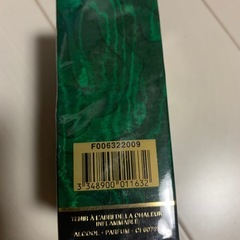 F006322009
3 348900 011632
TENIR À L'ABRI DE LA CHALEUR
INFLAMMABLE
ALCOOL - PARFUM -